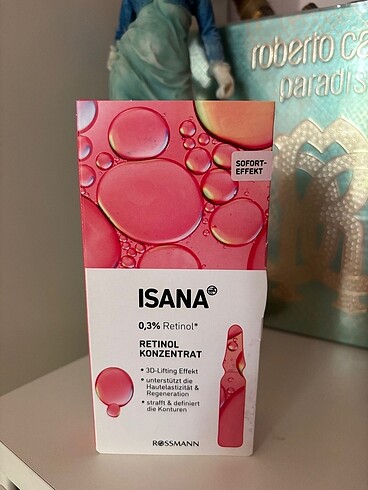 roberto ca
paradis
SOFORT-
EFFEKT
ISANA
0,3% Retinol*
RETINOL
KONZENTRAT
• 3D-Lifting Effekt
• unterstützt die
Hautelastizität &
Regeneration
• strafft & definiert
die Konturen
ROSSMANN